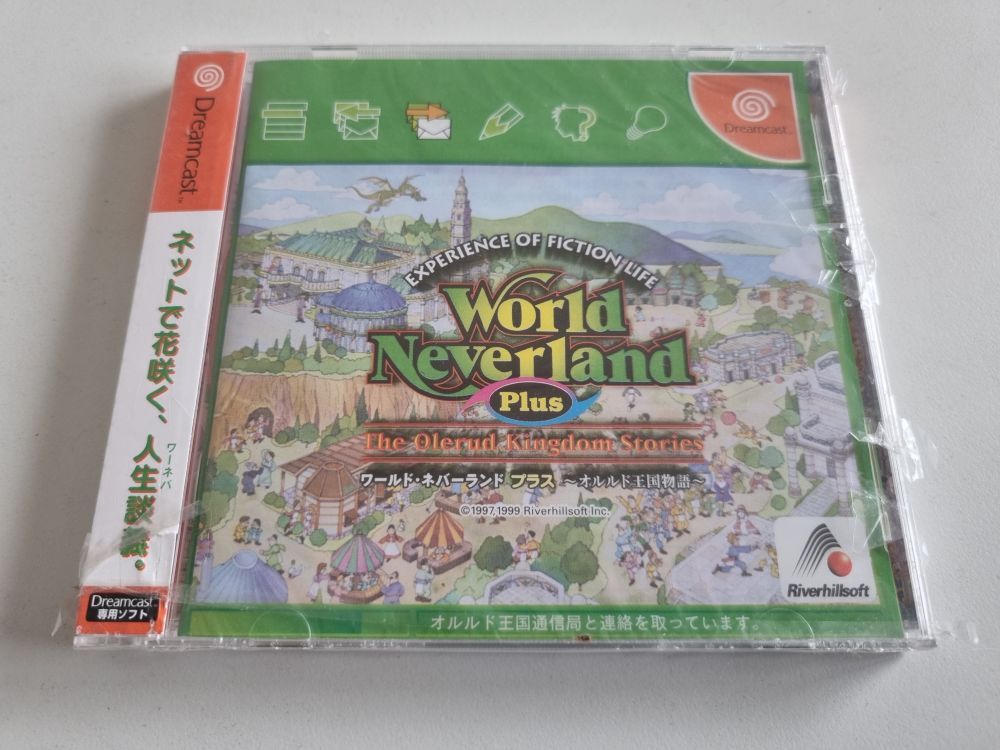 Dreamcast™
ネットで花咲く、人生談
ワーネバ
Dreamcast
専用ソフト
Dreamcast™
EXPERIENCE OF FICTION LIFE
World
Neverland
Plus
The Olerud Kingdom Stories
ワールド・ネバーランド プラス ～オルルド王国物語～
©1997,1999 Riverhillsoft Inc.
Riverhillsoft
オルルド王国通信局と連絡を取っています。